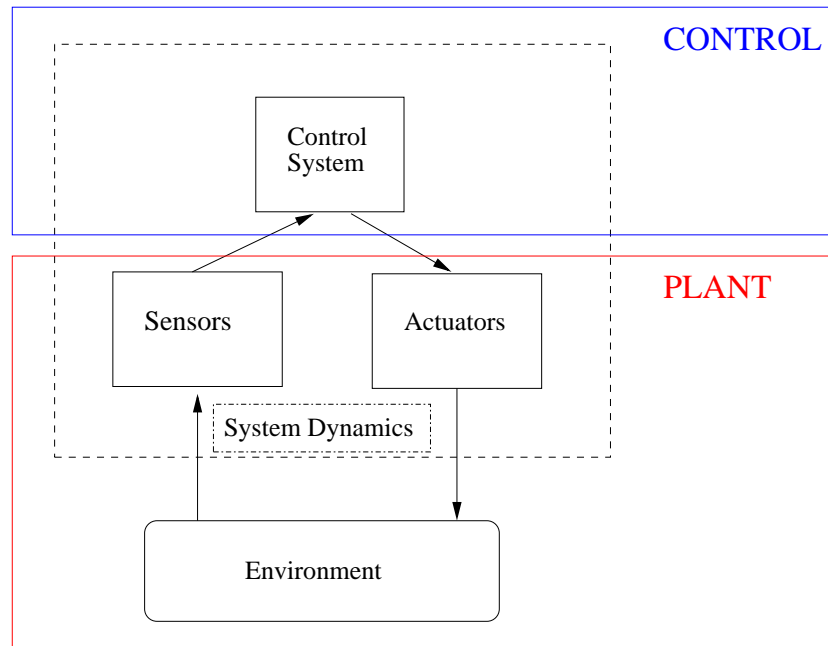 CONTROL
Control
System
PLANT
Sensors
Actuators
System Dynamics
Environment